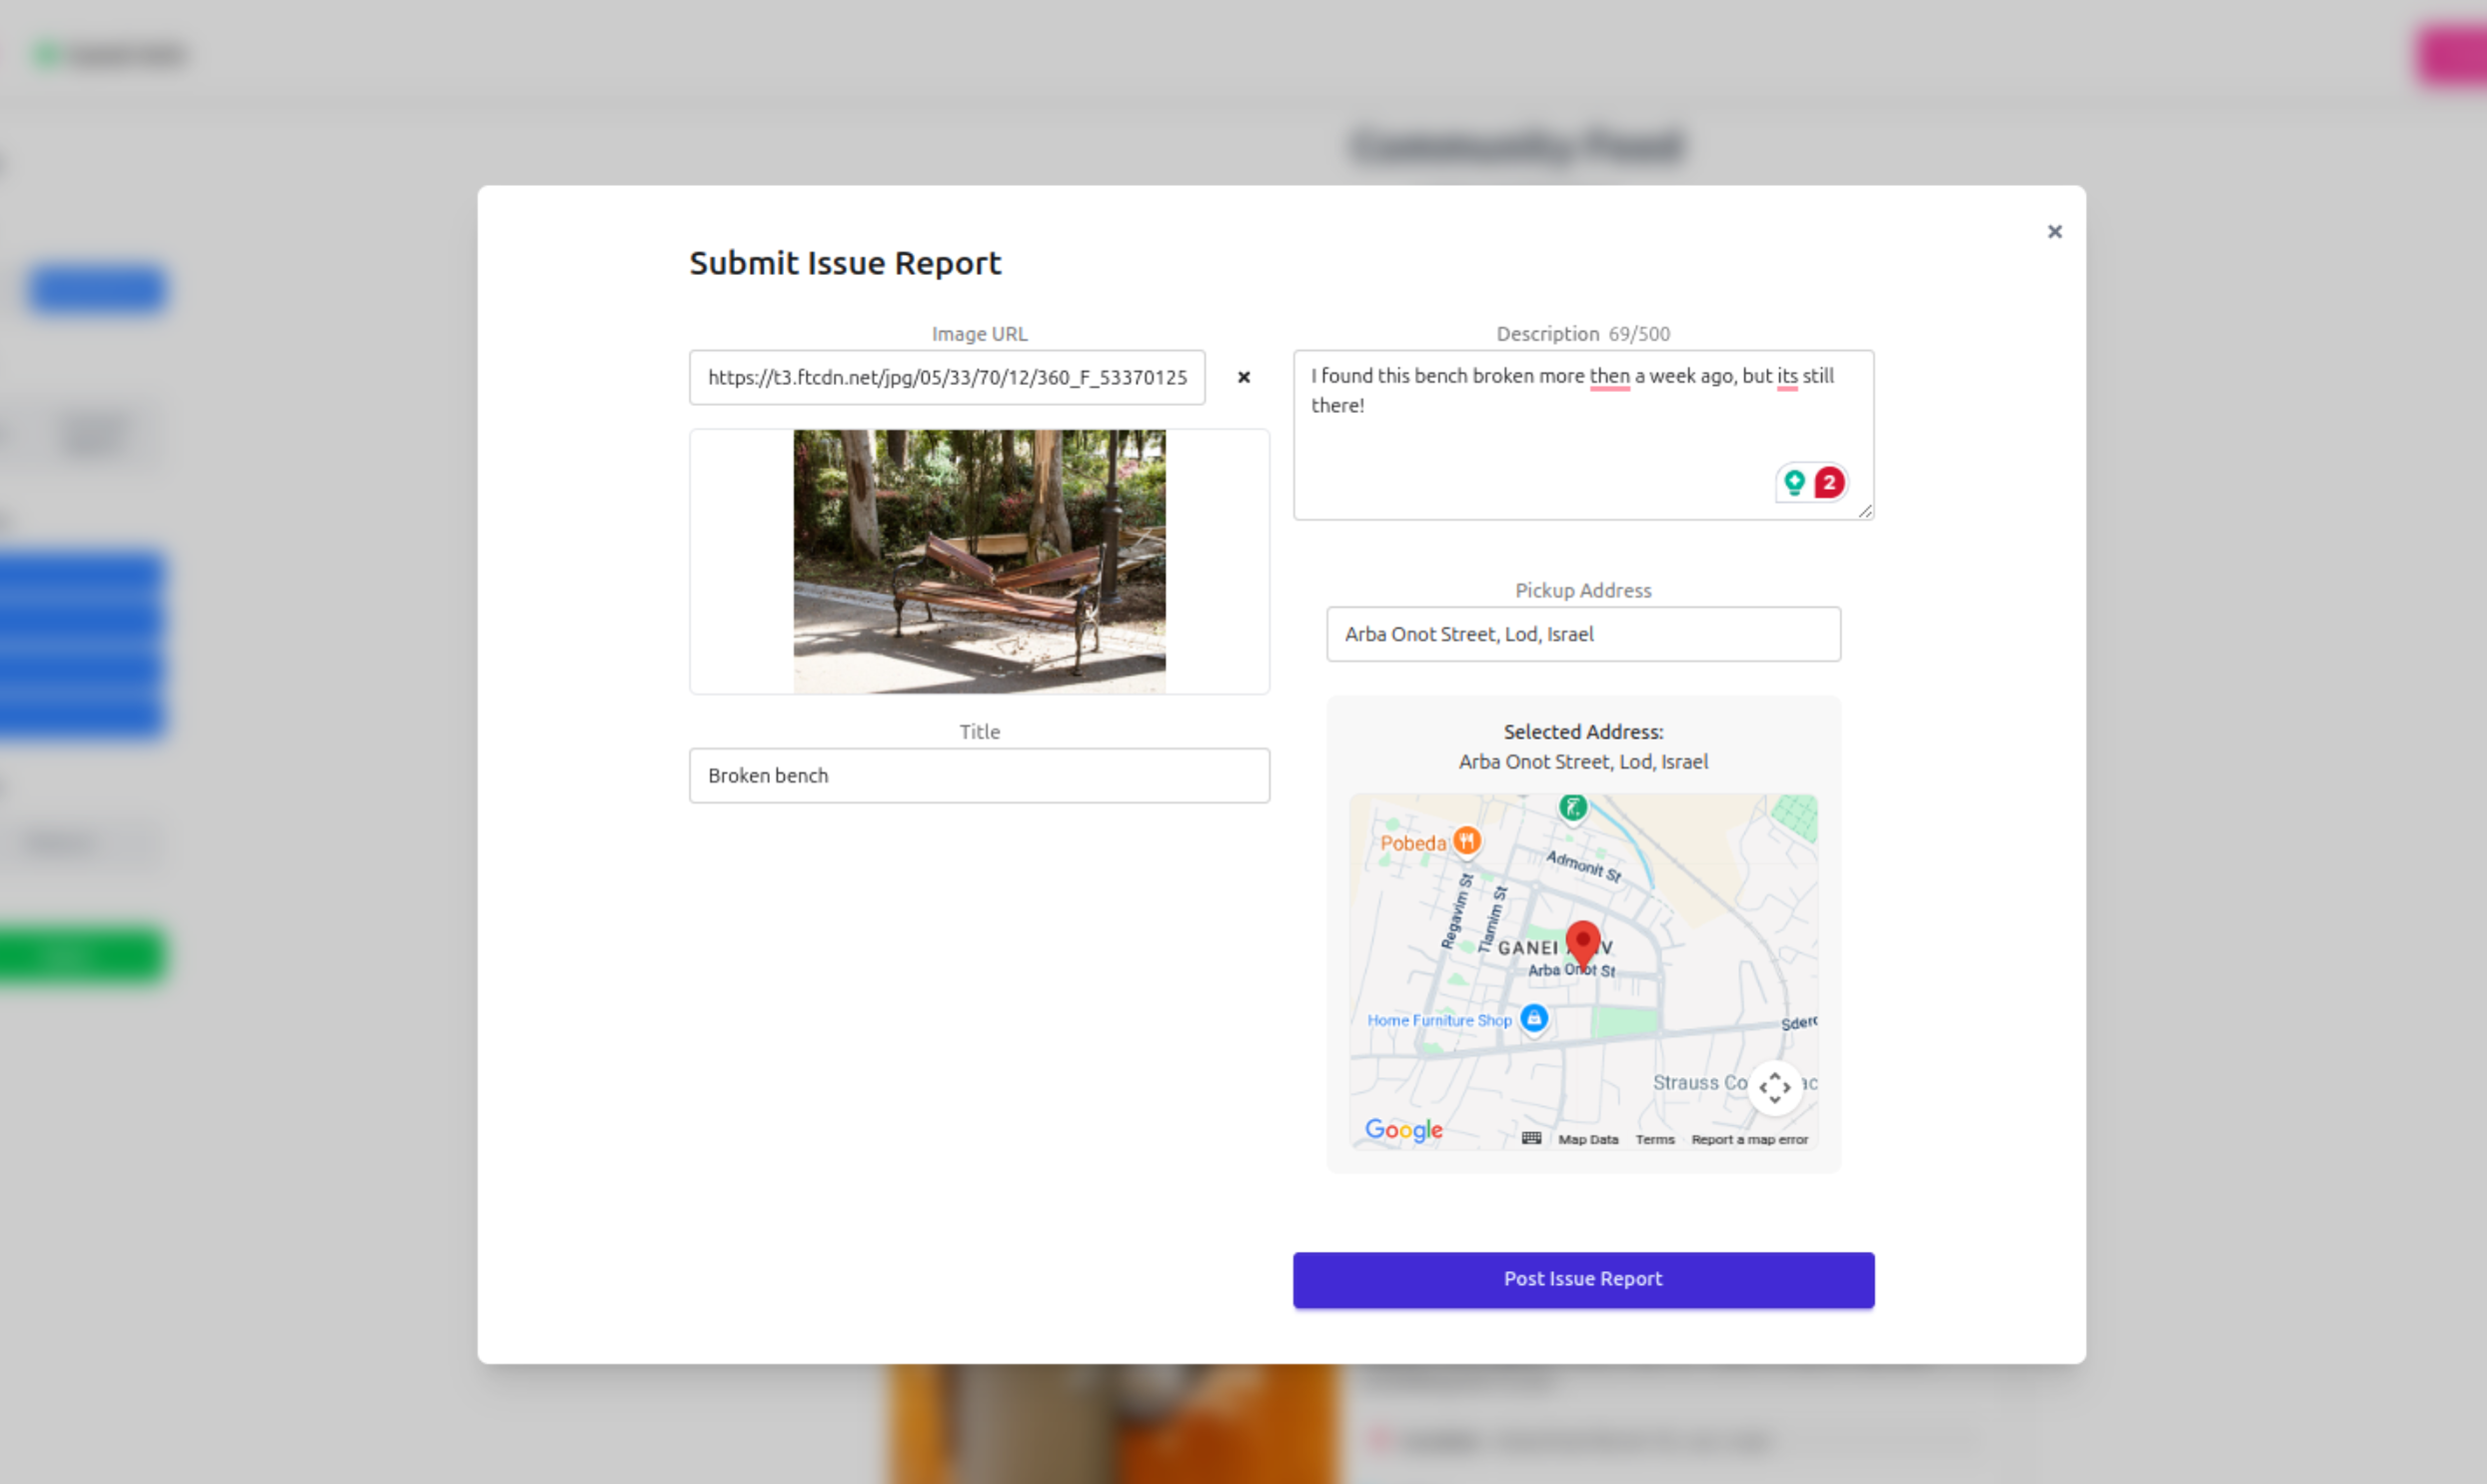 Community Feed
×
Submit Issue Report
Image URL
https://t3.ftcdn.net/jpg/05/33/70/12/360_F_53370125
×
Title
Broken bench
Description 69/500
I found this bench broken more then a week ago, but its still
there!
2
Pickup Address
Arba Onot Street, Lod, Israel
Selected Address:
Arba Onot Street, Lod, Israel
Pobeda
Admonit St
Regavim St
Tlamim St
GANEI V
Arba Onot St
Home Furniture Shop
Sder
Strauss Co
Google
Map Data
Terms
Report a map error
Post Issue Report